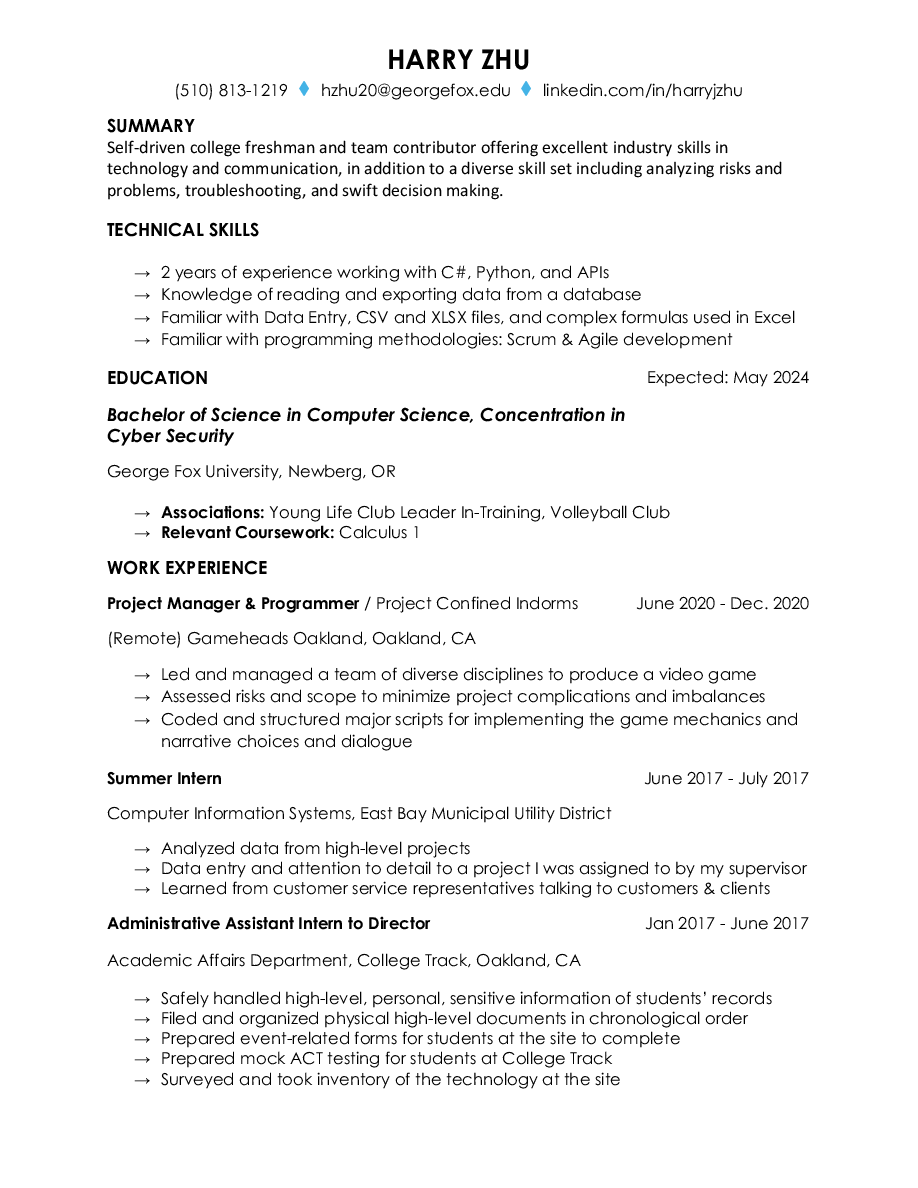 HARRY ZHU
(510) 813-1219 ♦ hzhu20@georgefox.edu ♦ linkedin.com/in/harryjzhu
SUMMARY
Self-driven college freshman and team contributor offering excellent industry skills in
technology and communication, in addition to a diverse skill set including analyzing risks and
problems, troubleshooting, and swift decision making.
TECHNICAL SKILLS
→ 2 years of experience working with C#, Python, and APIs
→ Knowledge of reading and exporting data from a database
→ Familiar with Data Entry, CSV and XLSX files, and complex formulas used in Excel
→ Familiar with programming methodologies: Scrum & Agile development
EDUCATION Expected: May 2024
Bachelor of Science in Computer Science, Concentration in
Cyber Security
George Fox University, Newberg, OR
→ Associations: Young Life Club Leader In-Training, Volleyball Club
→ Relevant Coursework: Calculus 1
WORK EXPERIENCE
Project Manager & Programmer / Project Confined Indorms June 2020 - Dec. 2020
(Remote) Gameheads Oakland, Oakland, CA
→ Led and managed a team of diverse disciplines to produce a video game
→ Assessed risks and scope to minimize project complications and imbalances
→ Coded and structured major scripts for implementing the game mechanics and
narrative choices and dialogue
Summer Intern June 2017 - July 2017
Computer Information Systems, East Bay Municipal Utility District
→ Analyzed data from high-level projects
→ Data entry and attention to detail to a project I was assigned to by my supervisor
→ Learned from customer service representatives talking to customers & clients
Administrative Assistant Intern to Director Jan 2017 - June 2017
Academic Affairs Department, College Track, Oakland, CA
→ Safely handled high-level, personal, sensitive information of students’ records
→ Filed and organized physical high-level documents in chronological order
→ Prepared event-related forms for students at the site to complete
→ Prepared mock ACT testing for students at College Track
→ Surveyed and took inventory of the technology at the site